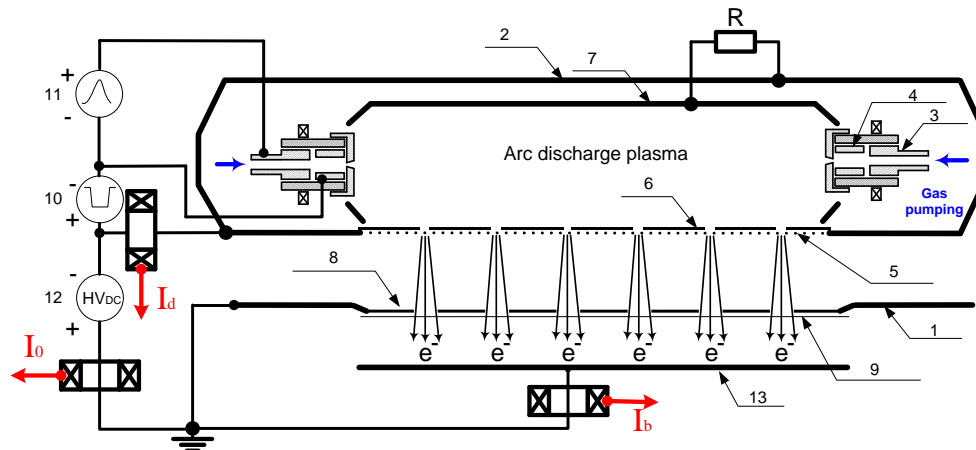 R
2
7
4
3
+
11
-
Arc discharge plasma
Gas
pumping
6
-
10
+
8
5
-
12
HVDC
+
Id
I0
1
e-
e-
e-
e-
e-
e-
9
13
Ib